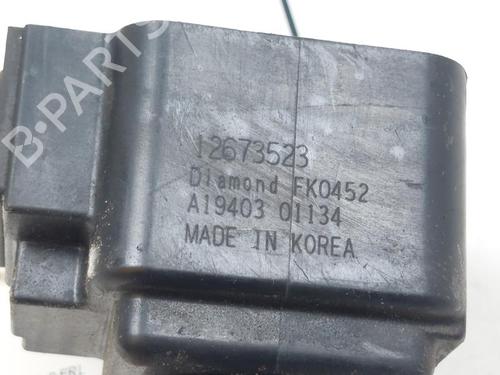 B-PARTS
12673523
Diamond FK0452
A19403 01134
MADE IN KOREA